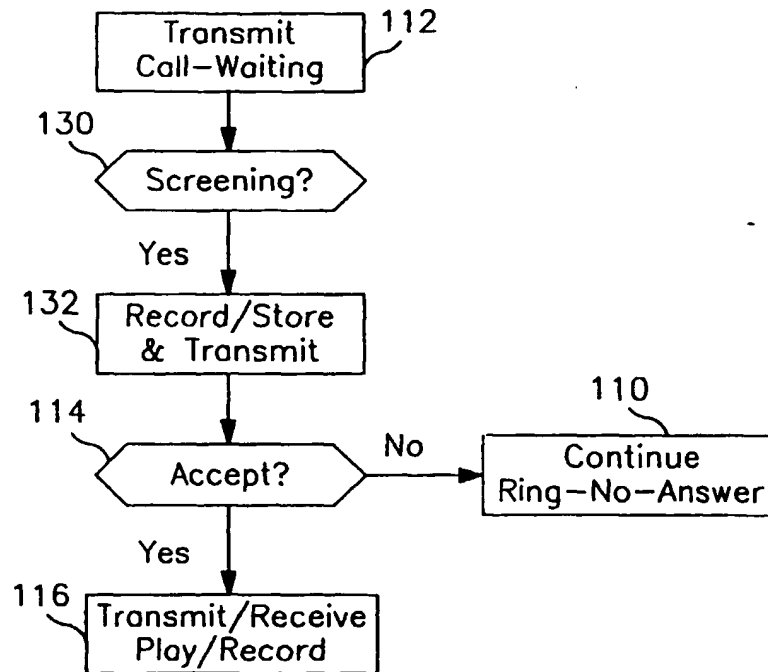 Transmit
Call-Waiting
112
130
Screening?
Yes
132
Record/Store
& Transmit
114
Accept?
No
110
Continue
Ring-No-Answer
Yes
116
Transmit/Receive
Play/Record